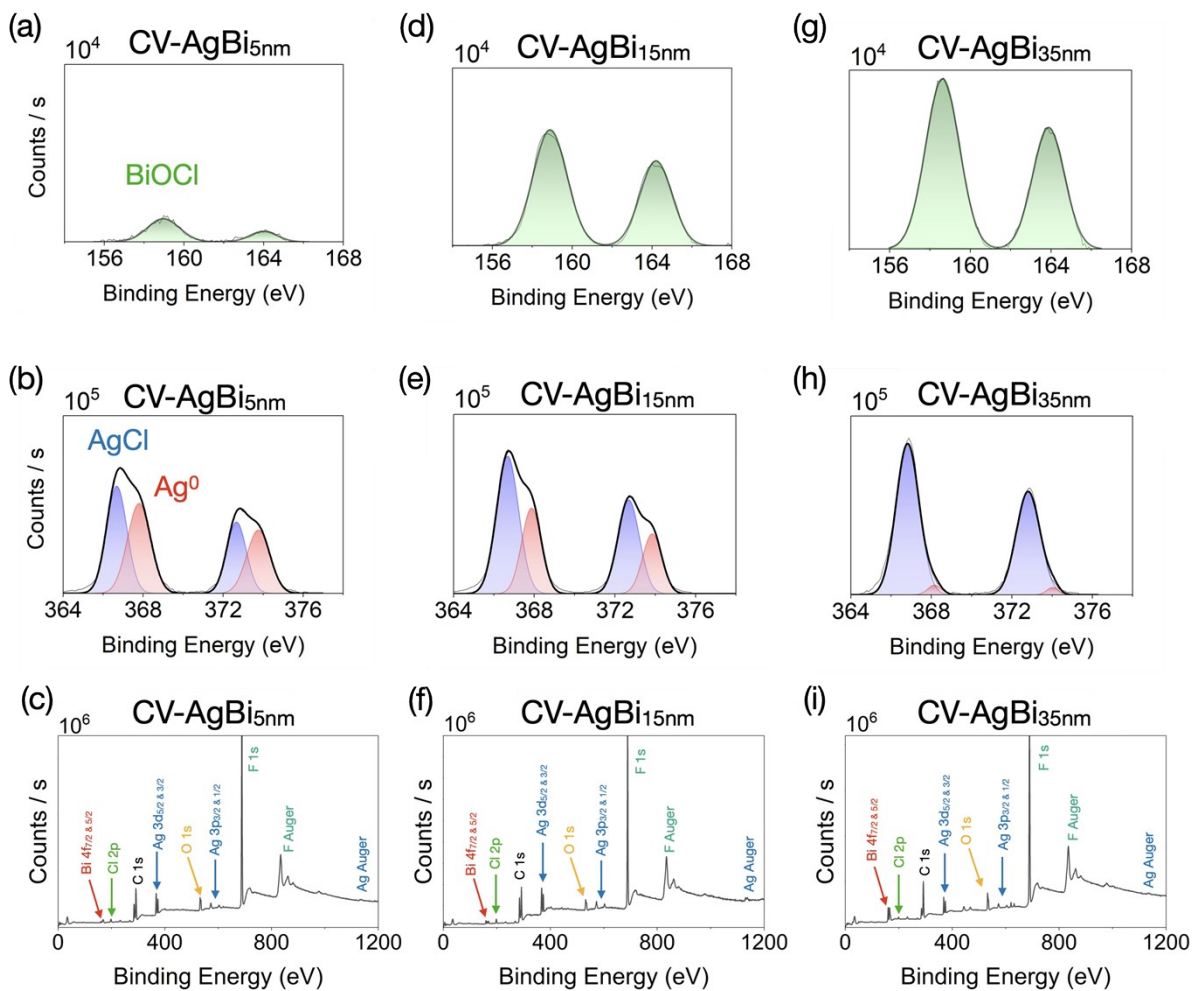 (a)
CV-AgBi5nm
10⁴
Counts / s
BiOCl
156 160 164 168
Binding Energy (eV)
(d)
CV-AgBi15nm
10⁴
156 160 164 168
Binding Energy (eV)
(g)
CV-AgBi35nm
10⁴
156 160 164 168
Binding Energy (eV)
(b)
CV-AgBi5nm
10⁵
Counts / s
AgCl
Ag⁰
364 368 372 376
Binding Energy (eV)
(e)
CV-AgBi15nm
10⁵
364 368 372 376
Binding Energy (eV)
(h)
CV-AgBi35nm
10⁵
364 368 372 376
Binding Energy (eV)
(c)
CV-AgBi5nm
10⁶
Counts / s
Bi 4f7/2 & 5/2
Cl 2p
C 1s
Ag 3d5/2 & 3/2
O 1s
Ag 3p3/2 & 1/2
F 1s
F Auger
Ag Auger
0 400 800 1200
Binding Energy (eV)
(f)
CV-AgBi15nm
10⁶
Counts / s
Bi 4f7/2 & 5/2
Cl 2p
C 1s
Ag 3d5/2 & 3/2
O 1s
Ag 3p3/2 & 1/2
F 1s
F Auger
Ag Auger
0 400 800 1200
Binding Energy (eV)
(i)
CV-AgBi35nm
10⁶
Counts / s
Bi 4f7/2 & 5/2
Cl 2p
C 1s
Ag 3d5/2 & 3/2
O 1s
Ag 3p3/2 & 1/2
F 1s
F Auger
Ag Auger
0 400 800 1200
Binding Energy (eV)